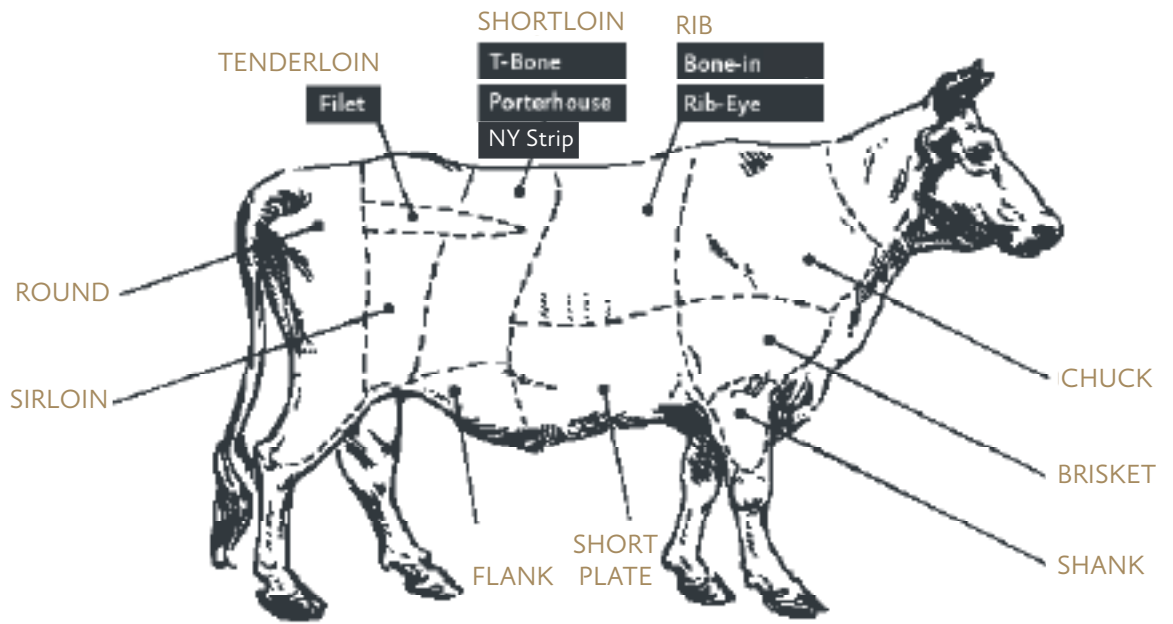 SHORTLOIN
T-Bone
Porterhouse
NY Strip
RIB
Bone-in
Rib-Eye
TENDERLOIN
Filet
ROUND
SIRLOIN
CHUCK
BRISKET
SHANK
FLANK
SHORT
PLATE